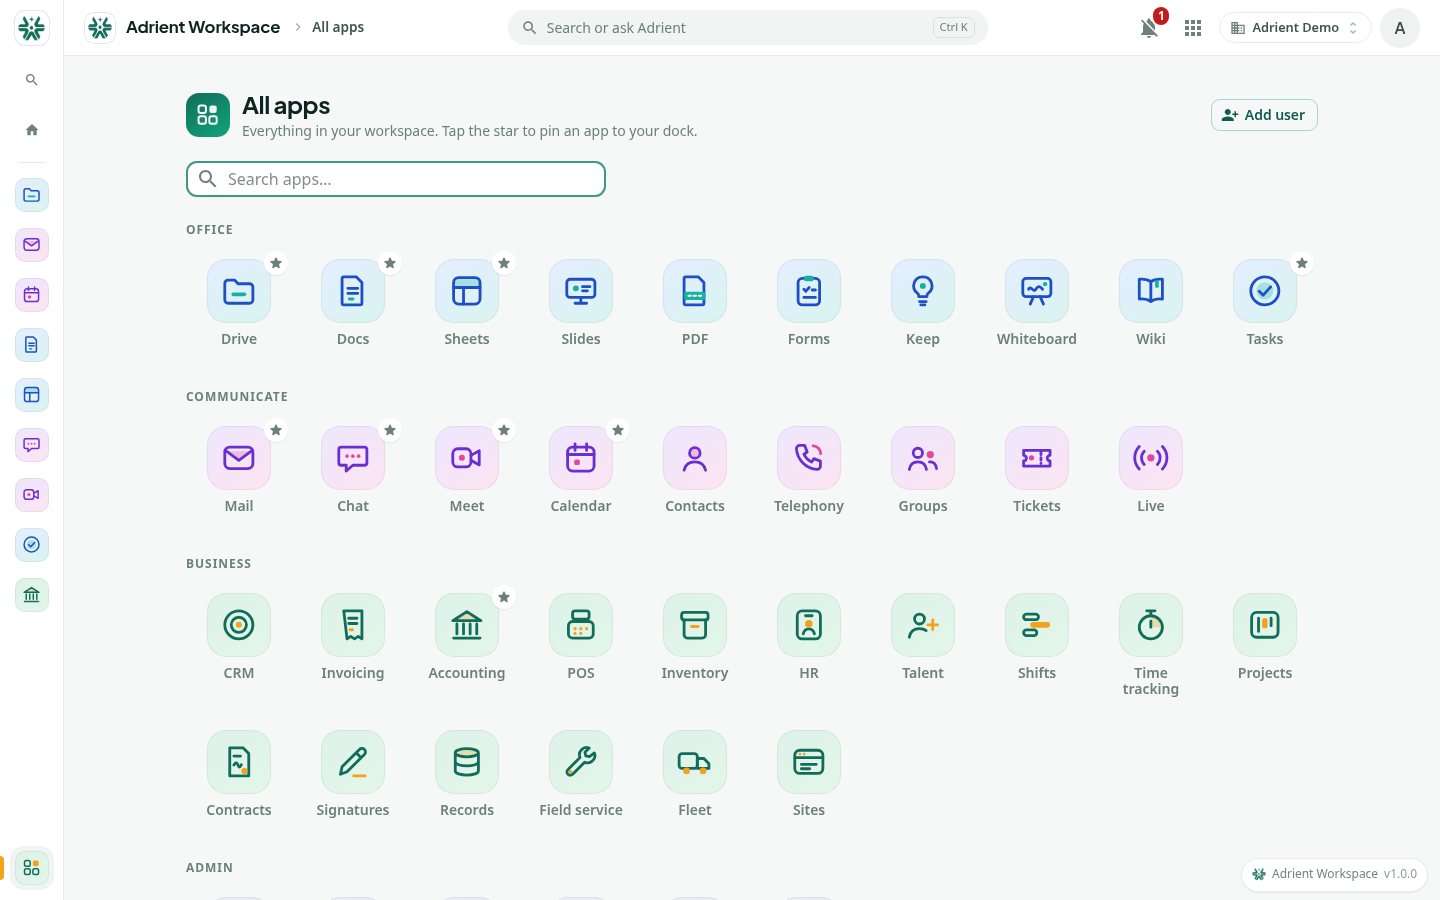 Adrient Workspace
All apps
Search or ask Adrient
Ctrl K
1
Adrient Demo
A
All apps
Everything in your workspace. Tap the star to pin an app to your dock.
Add user
Search apps...
OFFICE
Drive
Docs
Sheets
Slides
PDF
Forms
Keep
Whiteboard
Wiki
Tasks
COMMUNICATE
Mail
Chat
Meet
Calendar
Contacts
Telephony
Groups
Tickets
Live
BUSINESS
CRM
Invoicing
Accounting
POS
Inventory
HR
Talent
Shifts
Time
tracking
Projects
Contracts
Signatures
Records
Field service
Fleet
Sites
ADMIN
Adrient Workspace v1.0.0